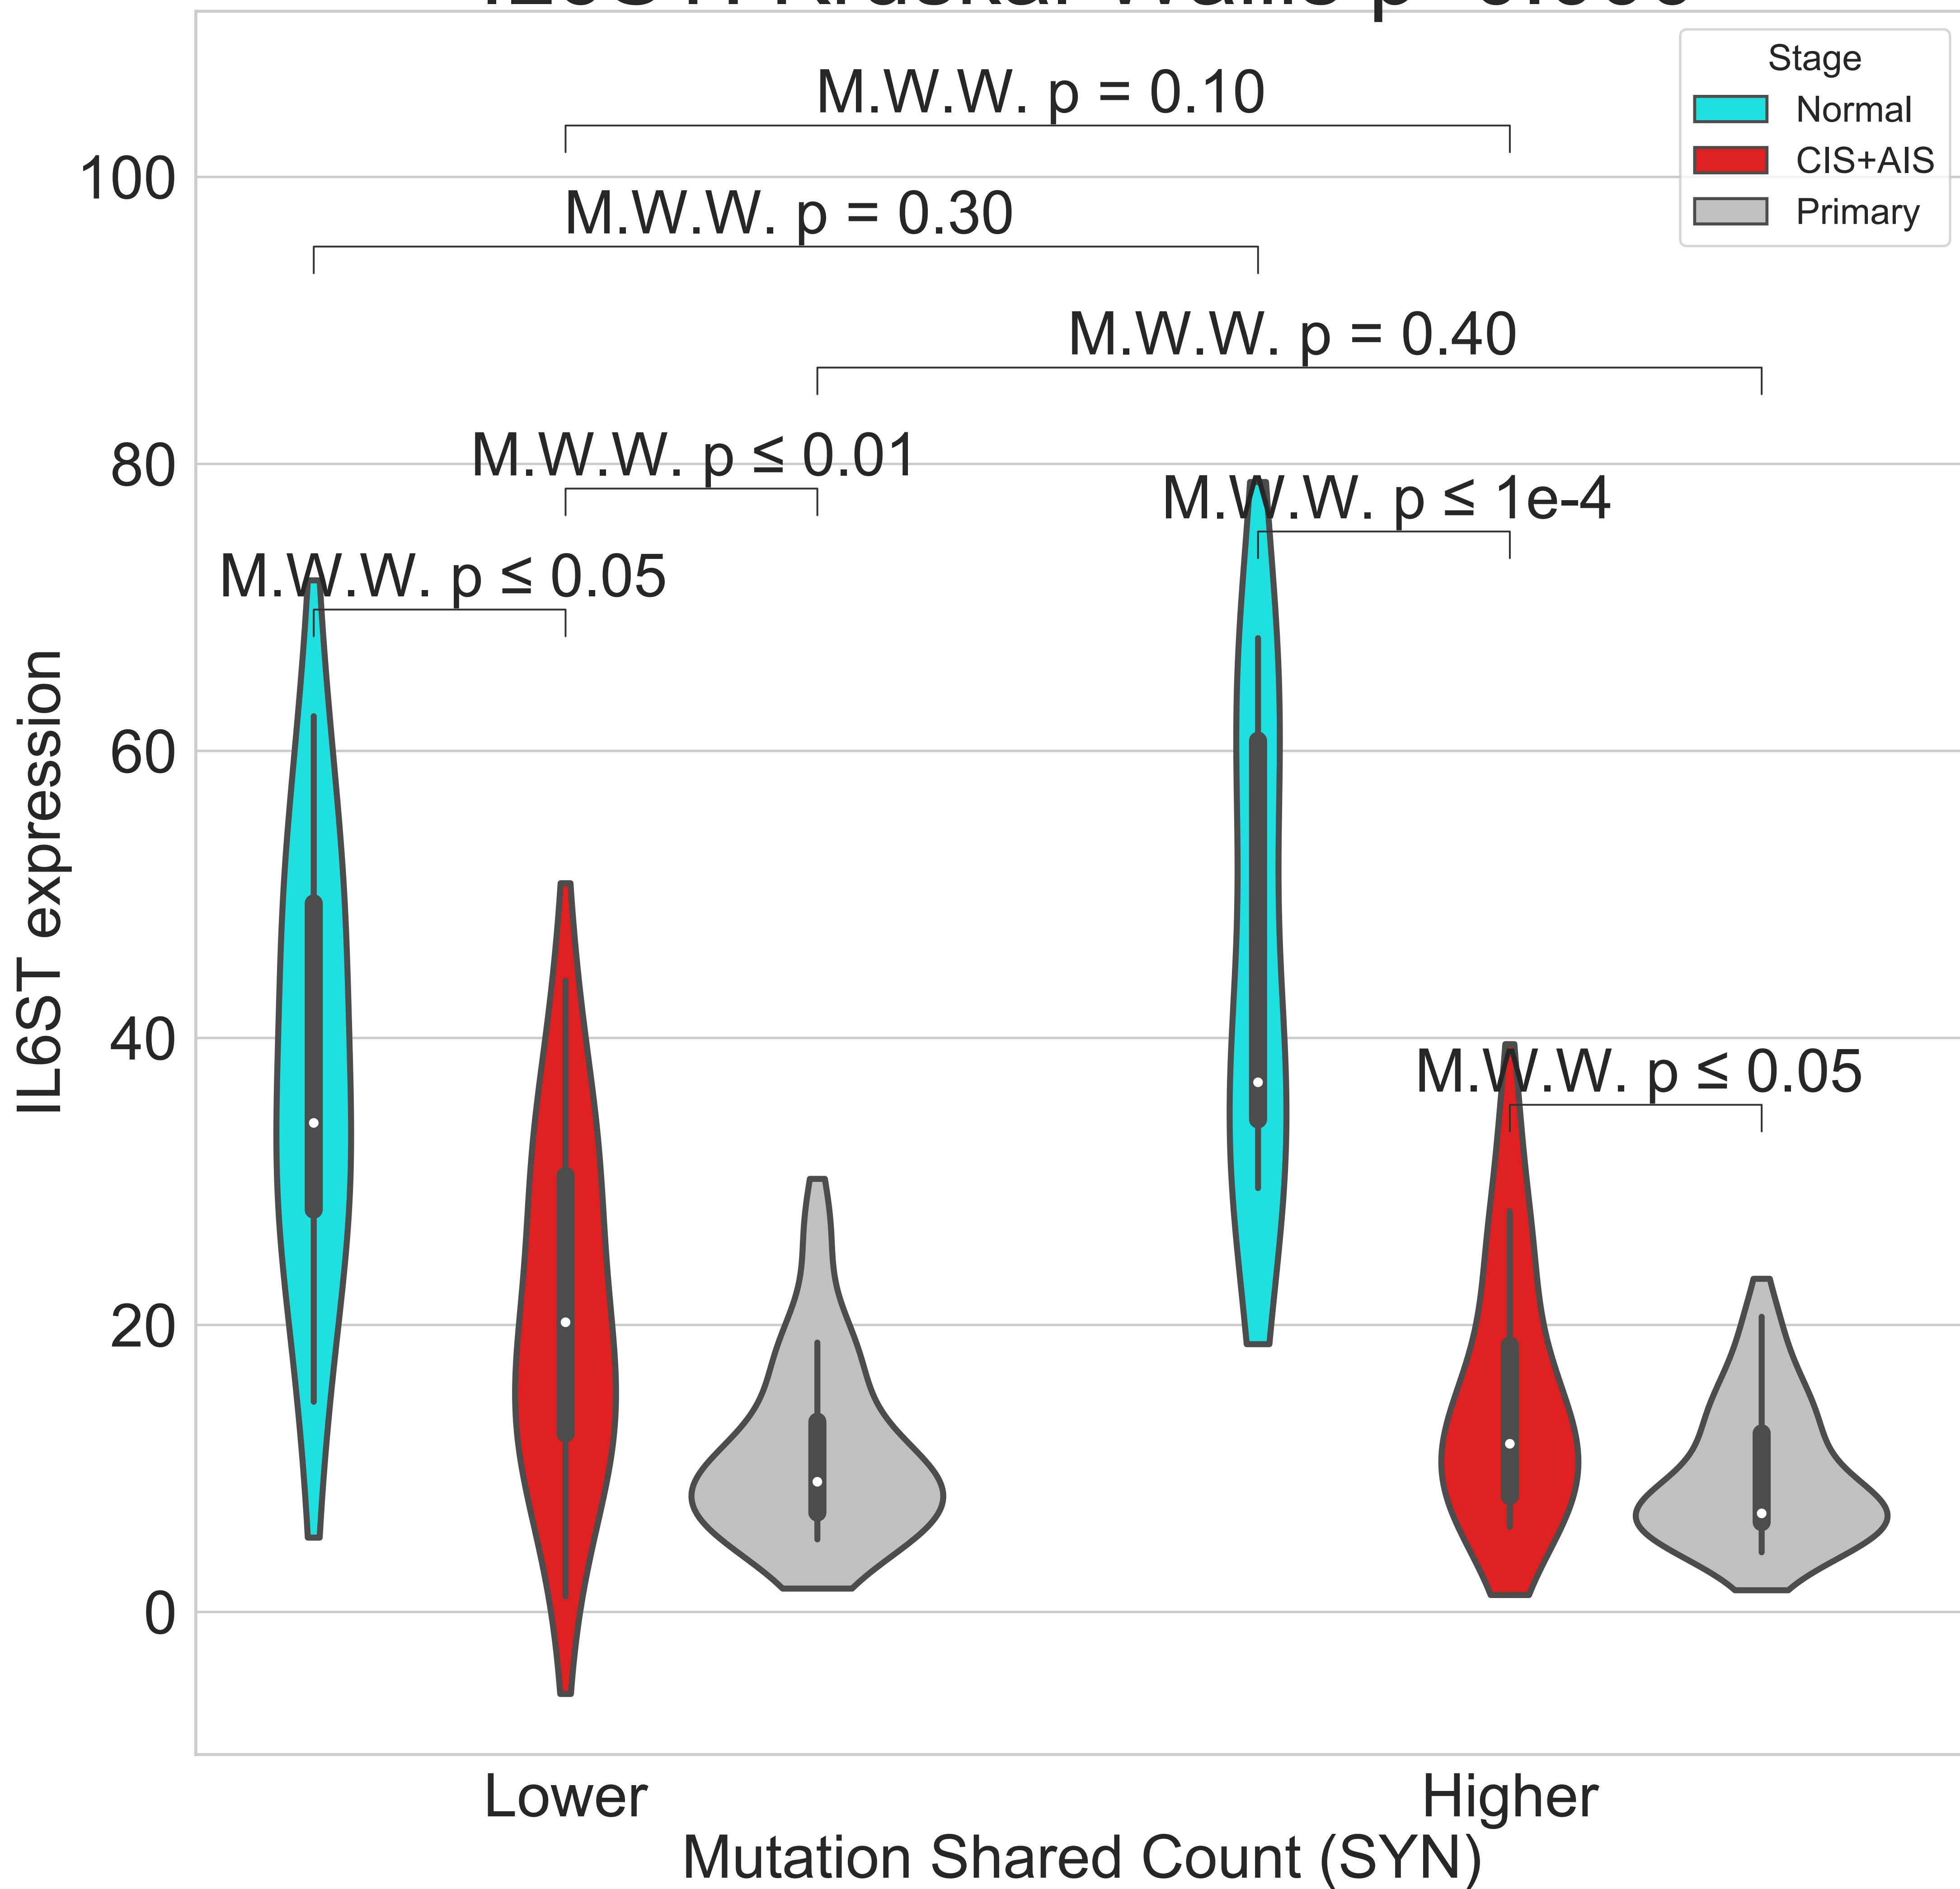 M.W.W. p = 0.10
M.W.W. p = 0.30
M.W.W. p = 0.40
M.W.W. p ≤ 0.01
M.W.W. p ≤ 1e-4
M.W.W. p ≤ 0.05
M.W.W. p ≤ 0.05
Stage
Normal
CIS+AIS
Primary
IL6ST expression
100
80
60
40
20
0
Lower
Higher
Mutation Shared Count (SYN)